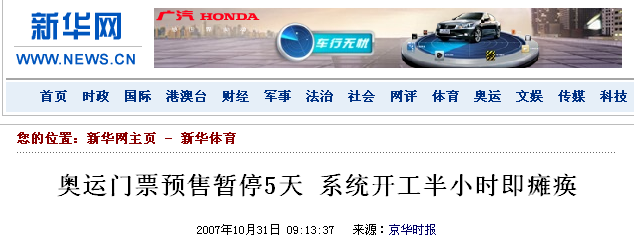 新华网
WWW.NEWS.CN
广汽 HONDA
车行无忧
首页 时政 国际 港澳台 财经 军事 法治 社会 网评 体育 奥运 文娱 传媒 科技
您的位置：新华网主页 - 新华体育
奥运门票预售暂停5天 系统开工半小时即瘫痪
2007年10月31日 09:13:37 来源：京华时报